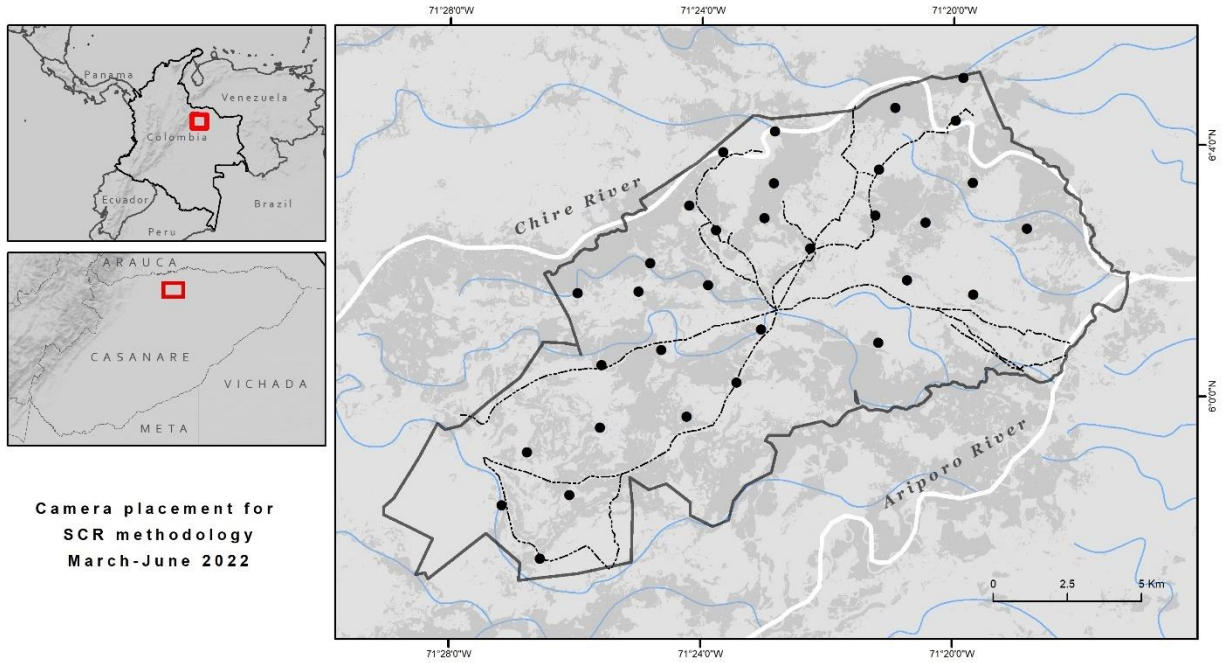 Panama
Venezuela
Colombia
Ecuador
Brazil
Peru
ARAUCA
CASANARE
VICHADA
META
Camera placement for
SCR methodology
March-June 2022
71°28'0"W
71°24'0"W
71°20'0"W
6°4'0"N
6°0'0"N
Chire River
Ariporo River
0 2.5 5 Km
71°28'0"W
71°24'0"W
71°20'0"W